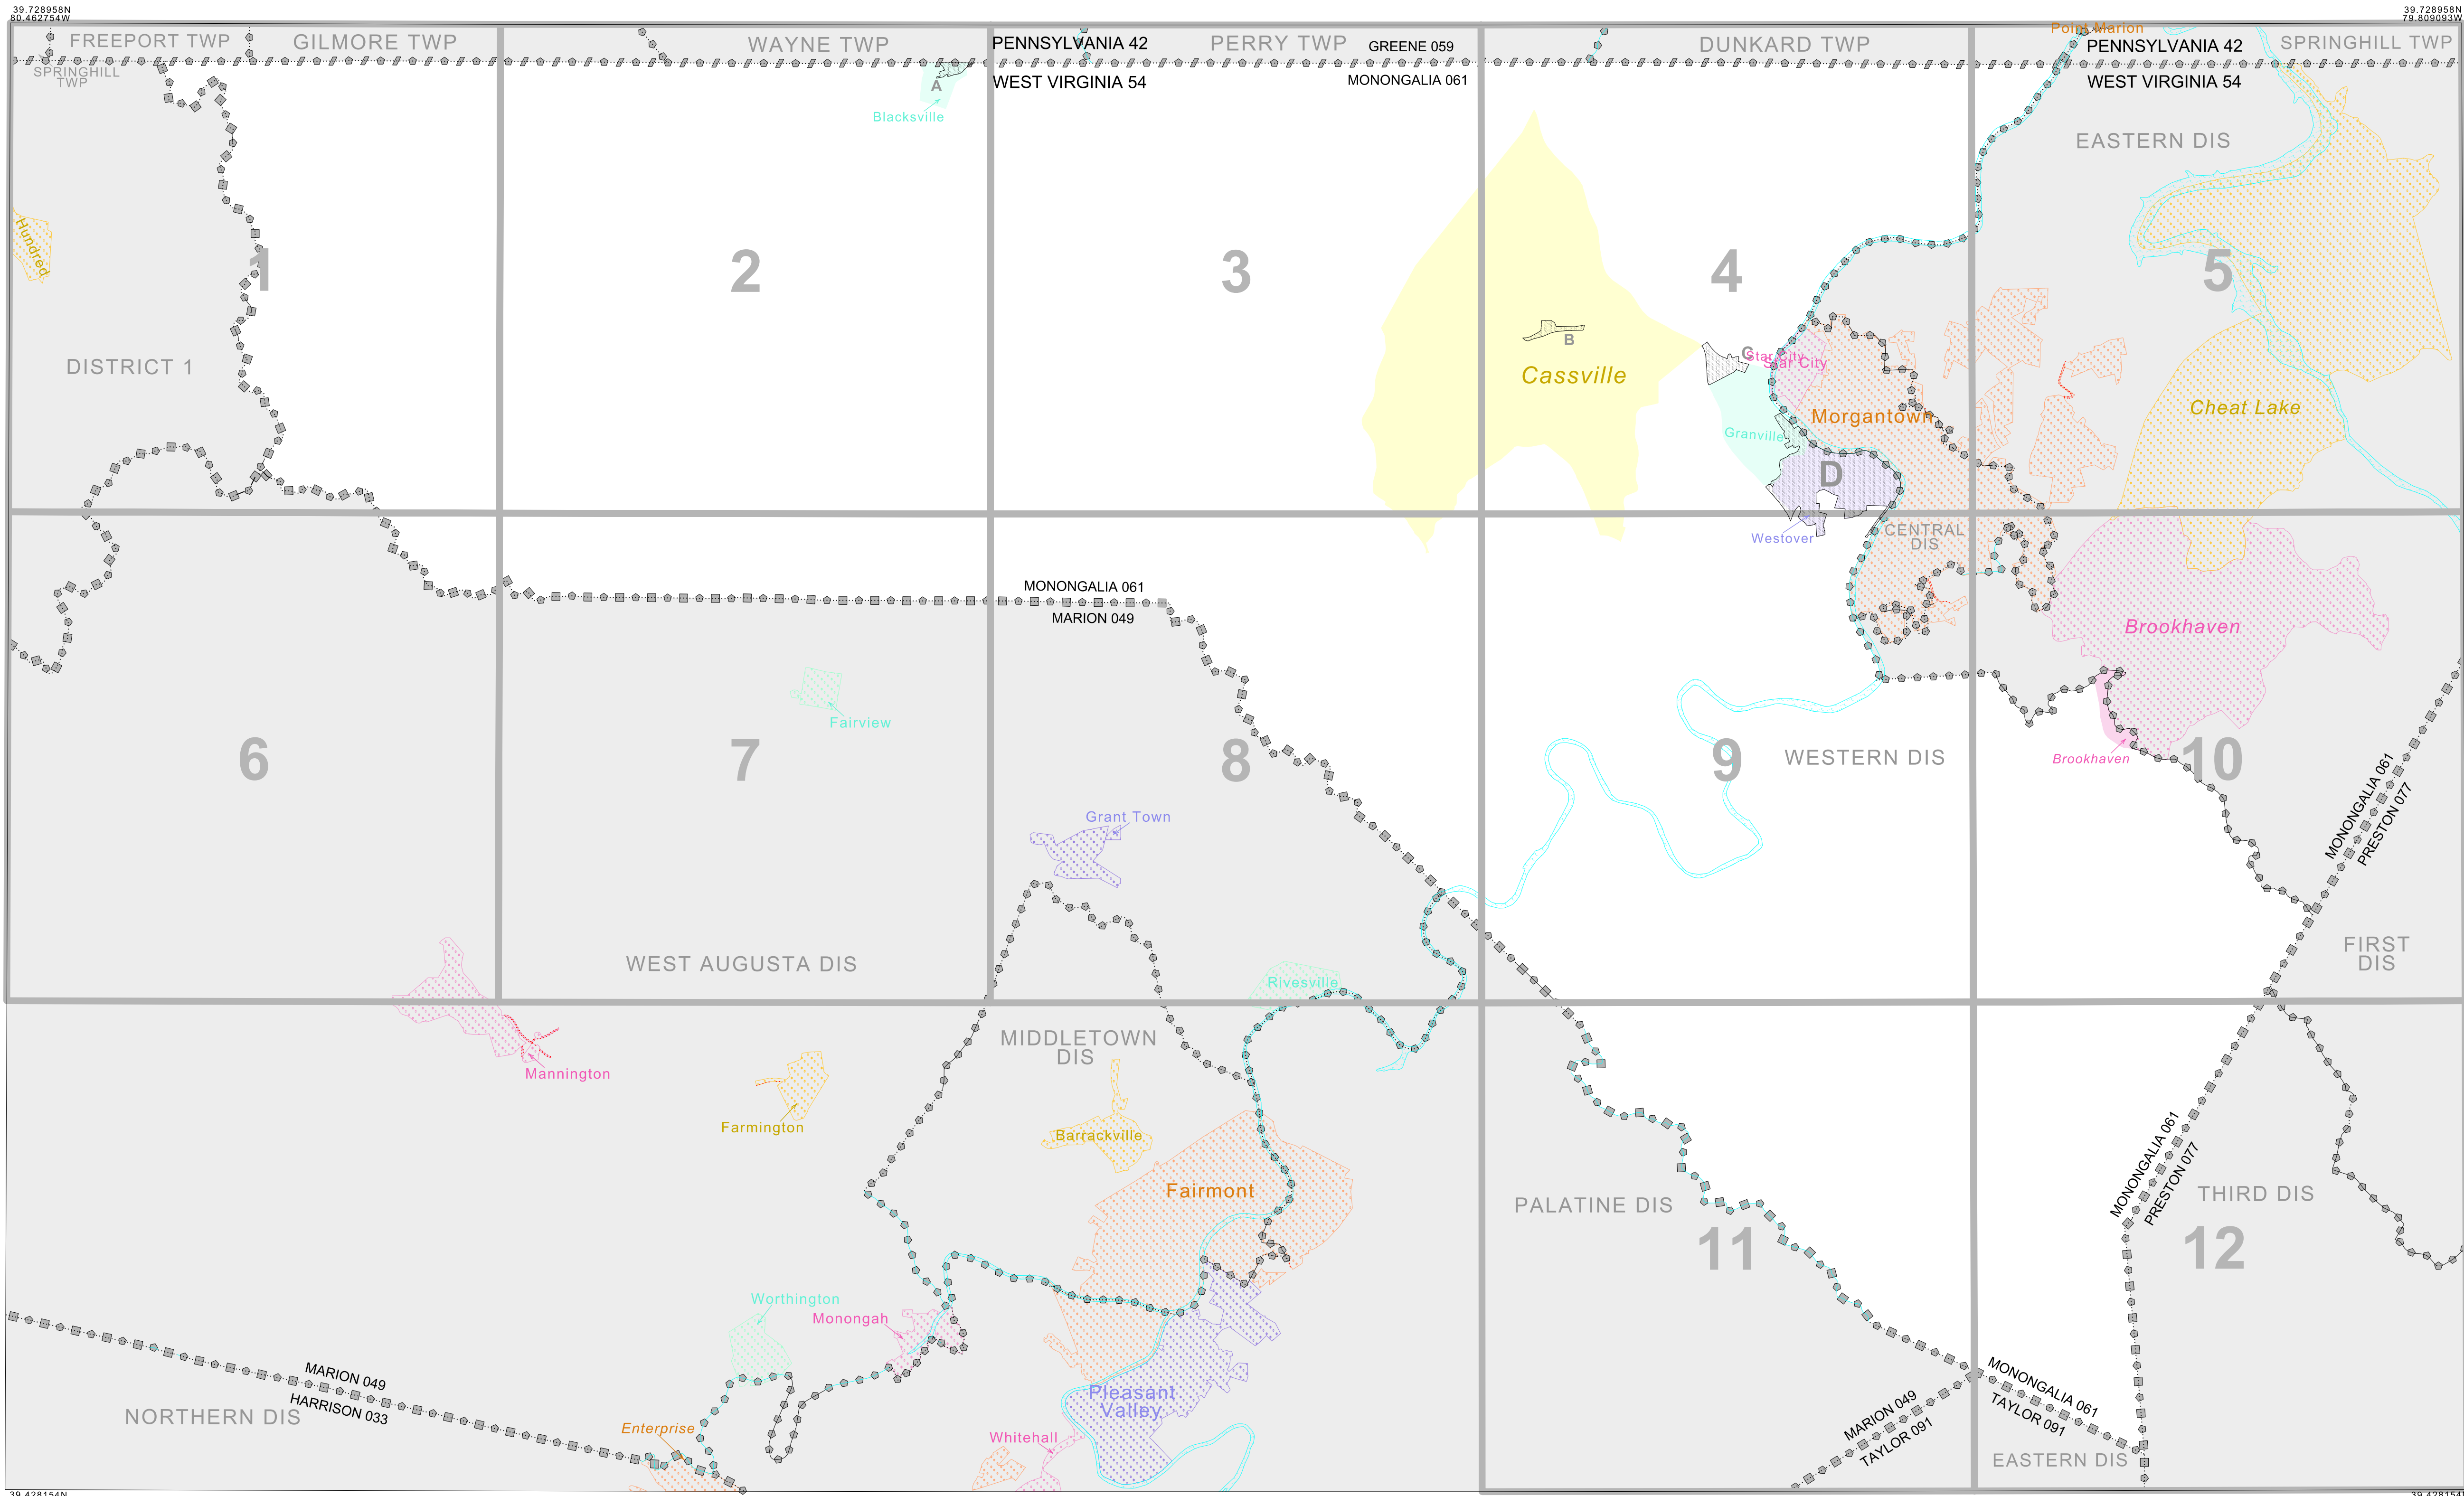 39.728958N
80.462754W
39.728958N
79.809093W
FREEPORT TWP
GILMORE TWP
WAYNE TWP
PENNSYLVANIA 42
PERRY TWP
GREENE 059
DUNKARD TWP
Point Marion
PENNSYLVANIA 42
SPRINGHILL TWP
SPRINGHILL
TWP
A
WEST VIRGINIA 54
MONONGALIA 061
WEST VIRGINIA 54
Blacksville
EASTERN DIS
Hundred
1
2
3
4
5
B
C
Star City
Star City
DISTRICT 1
Cassville
Morgantown
Cheat Lake
Granville
D
Westover
CENTRAL
DIS
MONONGALIA 061
MARION 049
Brookhaven
Fairview
6
7
8
9
WESTERN DIS
Brookhaven
10
MONONGALIA 061
PRESTON 077
Grant Town
WEST AUGUSTA DIS
FIRST
DIS
Rivesville
MIDDLETOWN
DIS
Mannington
Farmington
Barrackville
Fairmont
PALATINE DIS
MONONGALIA 061
PRESTON 077
THIRD DIS
11
12
Worthington
Monongah
MARION 049
HARRISON 033
NORTHERN DIS
Pleasant
Valley
Enterprise
Whitehall
MARION 049
TAYLOR 091
MONONGALIA 061
TAYLOR 091
EASTERN DIS
39.428154N
39.428154N